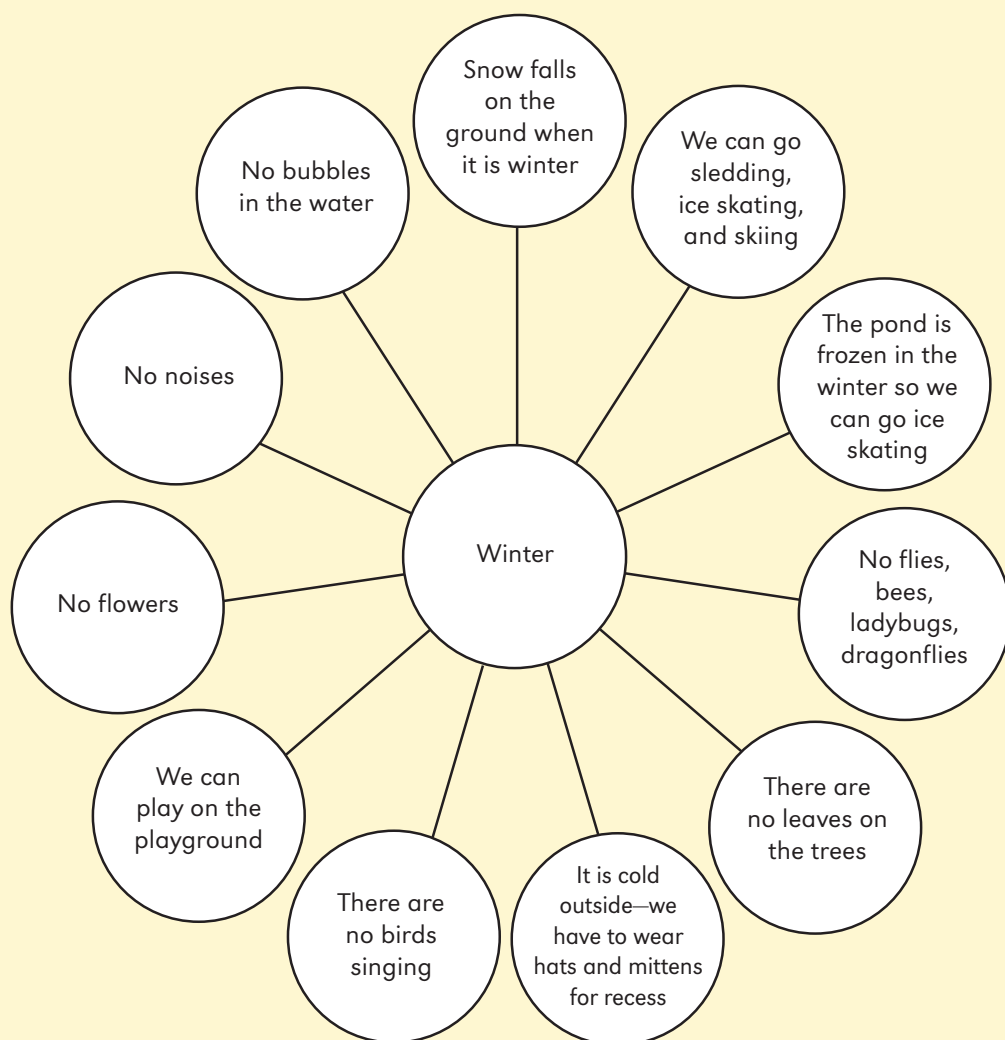 Snow falls
on the
ground when
it is winter
We can go
sledding,
ice skating,
and skiing
The pond is
frozen in the
winter so we
can go ice
skating
No flies,
bees,
ladybugs,
dragonflies
There are
no leaves on
the trees
It is cold
outside—we
have to wear
hats and mittens
for recess
There are
no birds
singing
We can
play on the
playground
No flowers
No noises
No bubbles
in the water
Winter